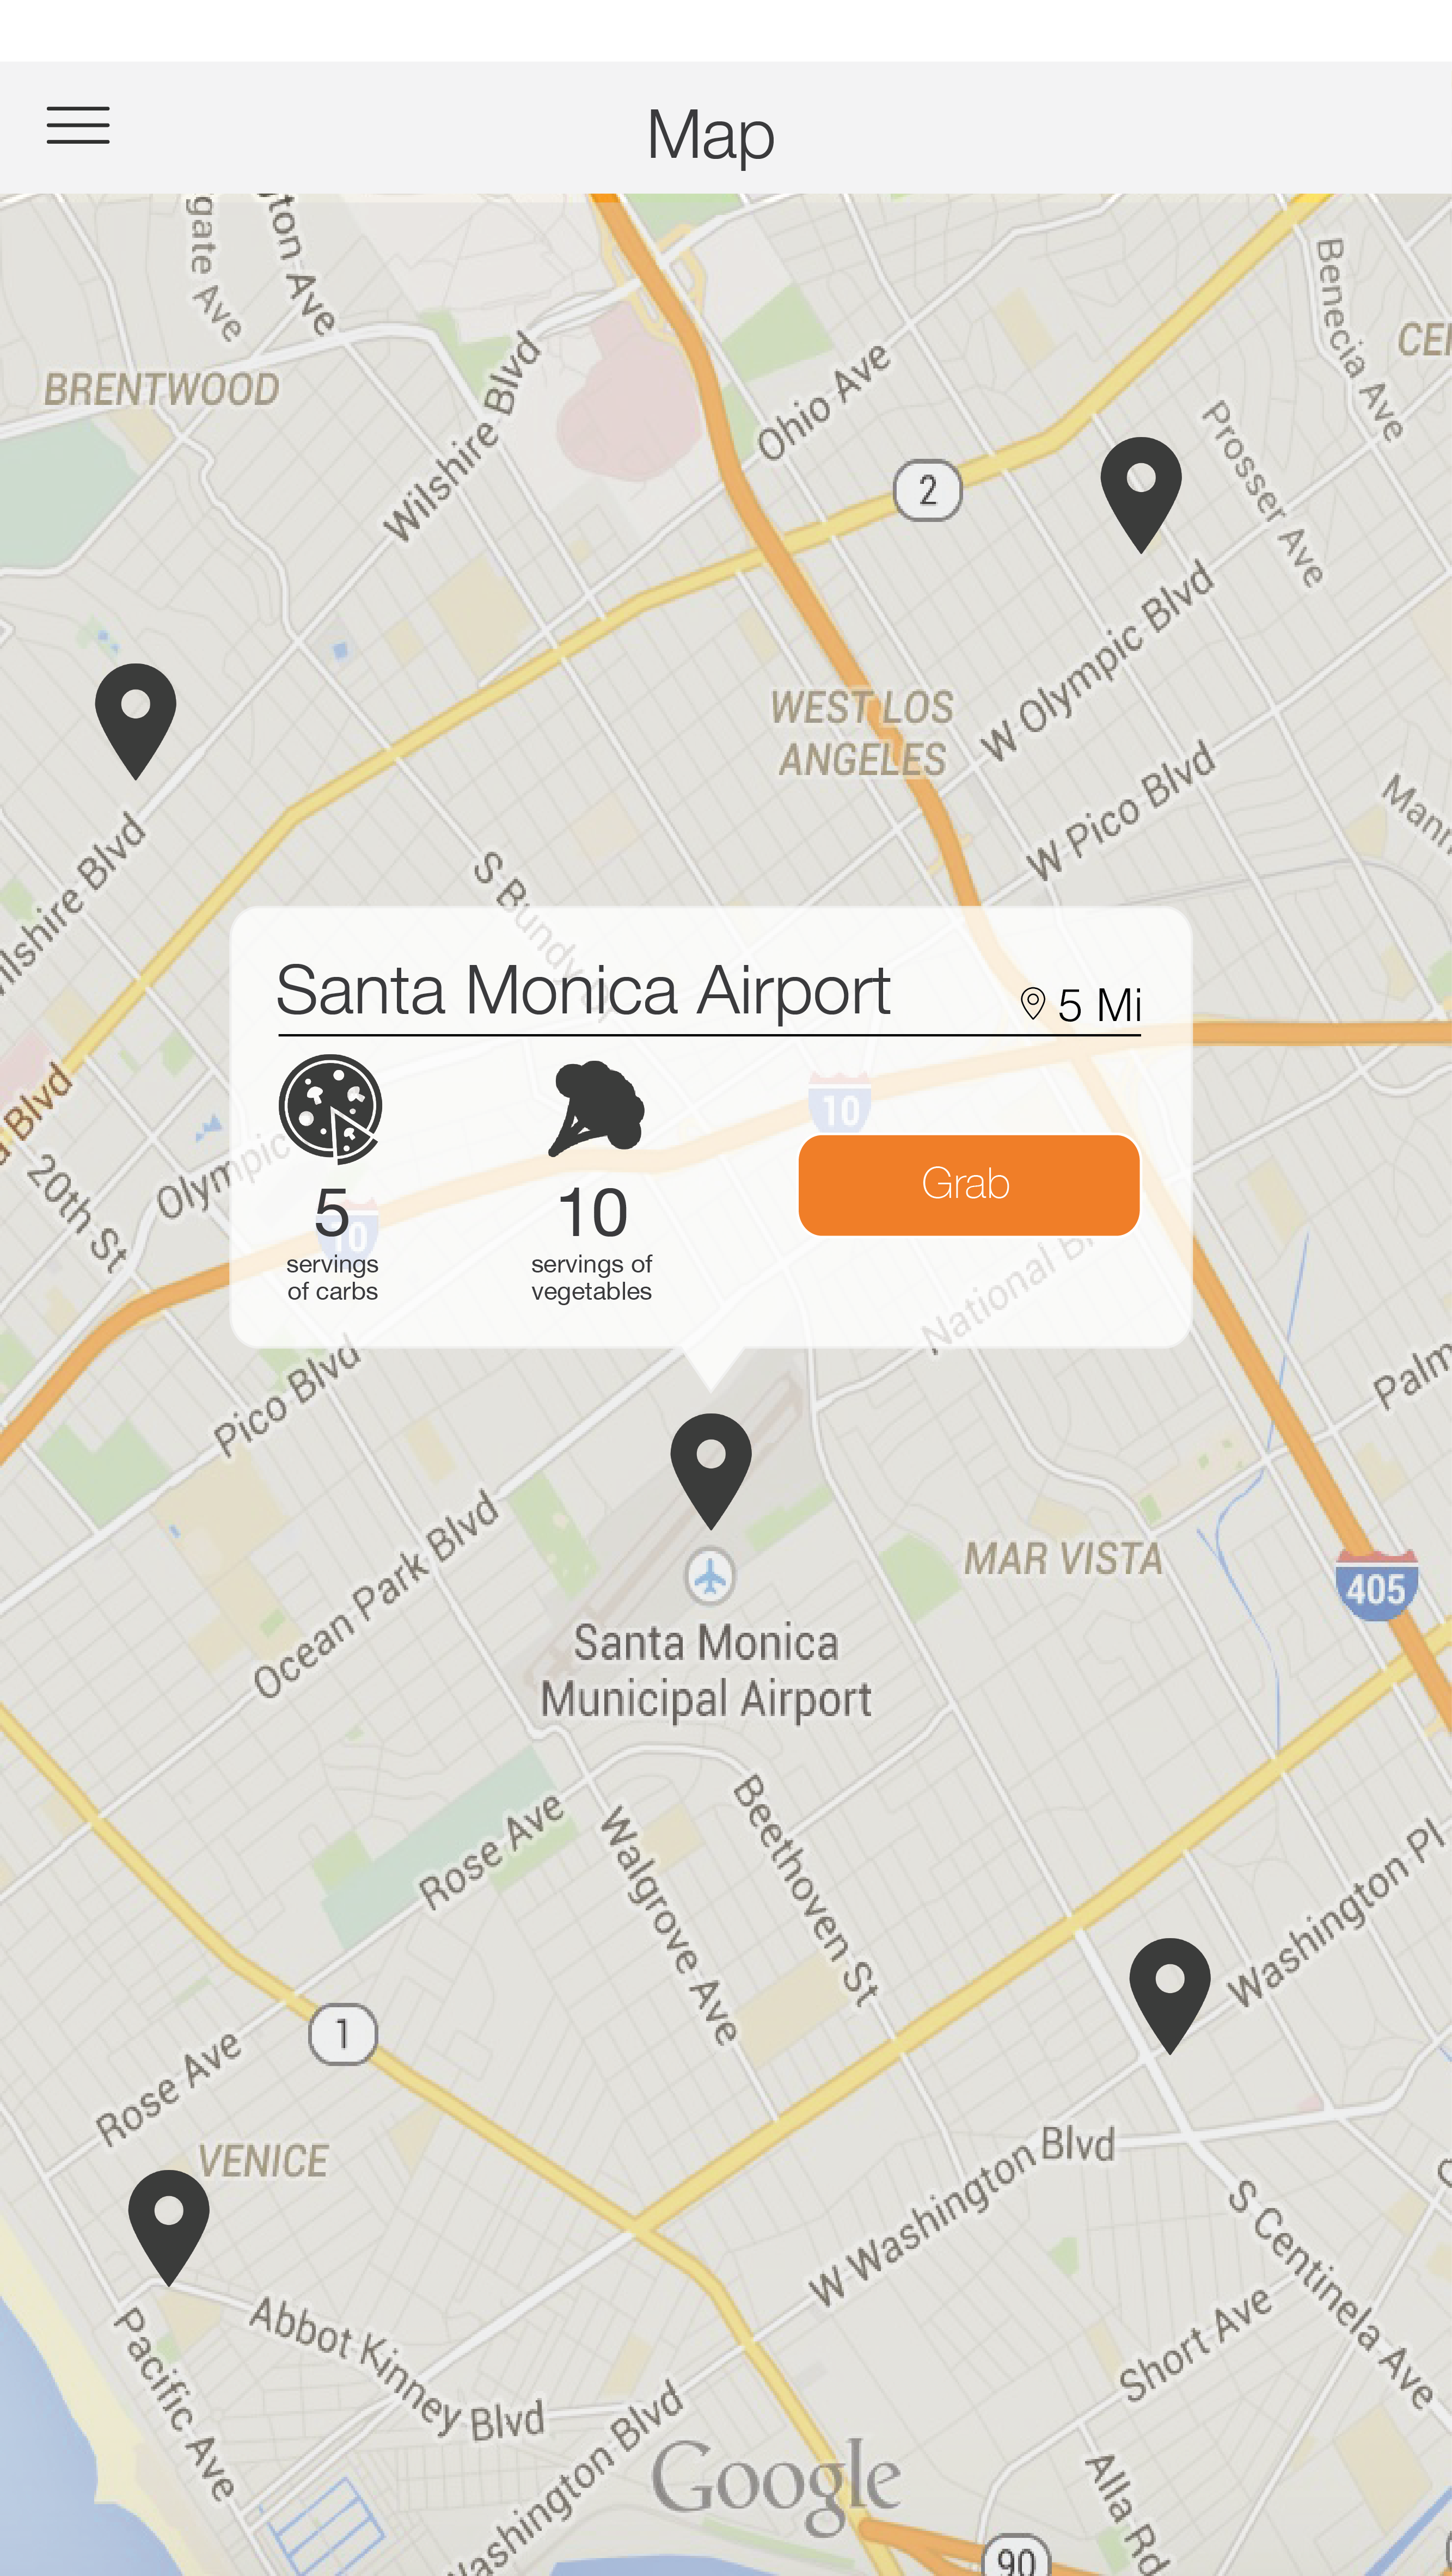 Map
gate Ave
ton Ave
Benecia Ave
BRENTWOOD
Wilshire Blvd
Ohio Ave
2
Prosser Ave
W Olympic Blvd
WEST LOS
ANGELES
W Pico Blvd
ilshire Blvd
S Bundy Dr
Santa Monica Airport
5 Mi
Blvd
20th St
Olympic
10
10
Grab
5
servings
of carbs
10
servings of
vegetables
National Bl
Pico Blvd
Palm
Ocean Park Blvd
MAR VISTA
405
Santa Monica
Municipal Airport
Rose Ave
Walgrove Ave
Beethoven St
Washington Pl
1
Rose Ave
VENICE
W Washington Blvd
S Centinela Ave
Abbot Kinney Blvd
Short Ave
Pacific Ave
ashington Blvd
Google
Alla Rd
90